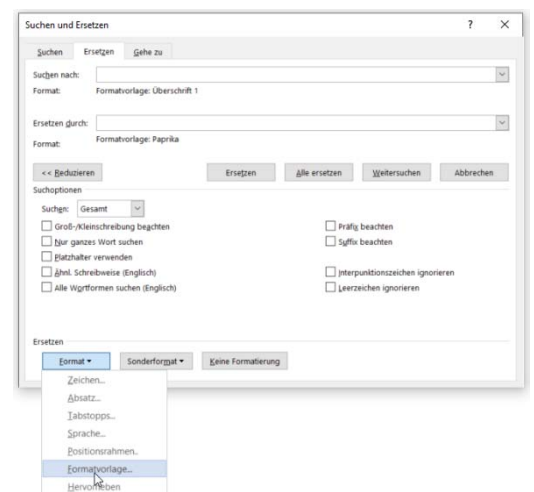 Suchen und Ersetzen ? ×
Suchen Ersetzen Gehe zu
Suchen nach:
Format: Formatvorlage: Überschrift 1
Ersetzen durch:
Format: Formatvorlage: Paprika
<< Reduzieren Ersetzen Alle ersetzen Weitersuchen Abbrechen
Suchoptionen
Suchen: Gesamt
Groß-/Kleinschreibung beachten Präfix beachten
Nur ganzes Wort suchen Suffix beachten
Platzhalter verwenden
Ähnl. Schreibweise (Englisch) Interpunktionszeichen ignorieren
Alle Wortformen suchen (Englisch) Leerzeichen ignorieren
Ersetzen
Format Sonderformat Keine Formatierung
Zeichen...
Absatz...
Tabstopps...
Sprache...
Positionsrahmen..
Formatvorlage...
Hervorheben